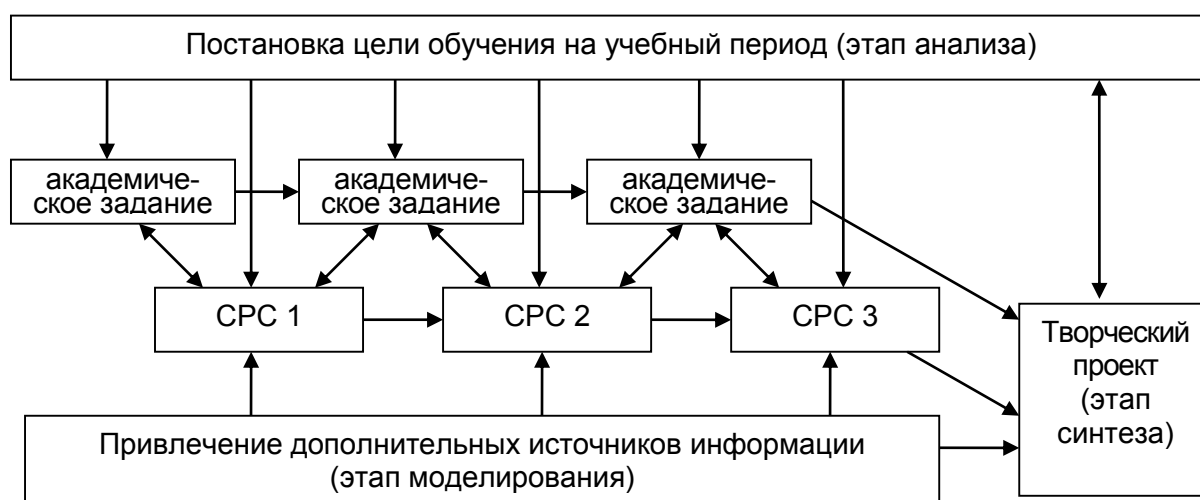 Постановка цели обучения на учебный период (этап анализа)
академиче-
ское задание
академиче-
ское задание
академиче-
ское задание
СРС 1
СРС 2
СРС 3
Творческий
проект
(этап
синтеза)
Привлечение дополнительных источников информации
(этап моделирования)